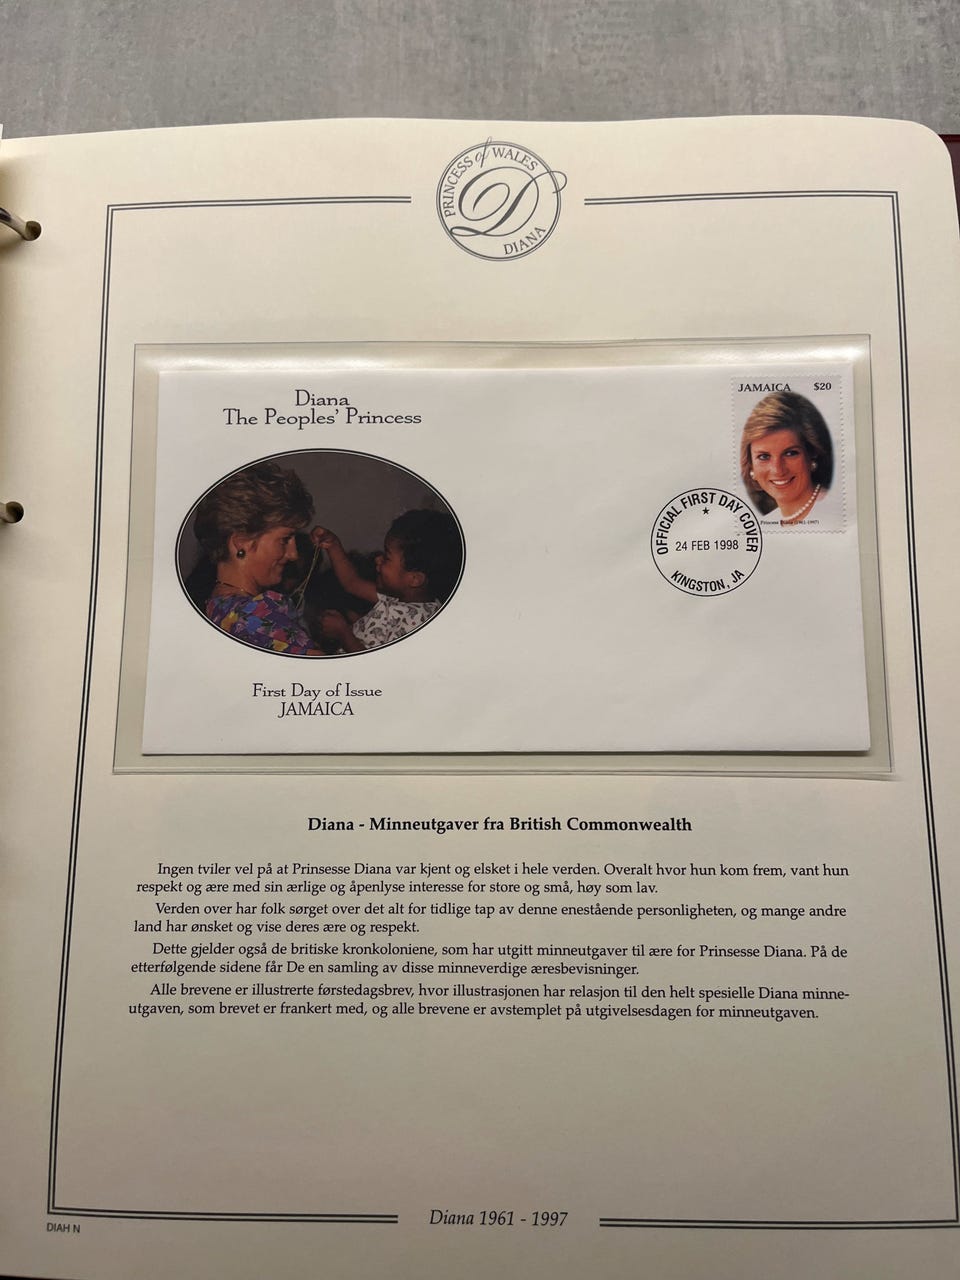 PRINCESS of WALES
D
DIANA
Diana
The Peoples' Princess
JAMAICA $20
Princess Diana (1961-1997)
OFFICIAL FIRST DAY COVER
24 FEB 1998
KINGSTON, JA
First Day of Issue
JAMAICA
Diana - Minneutgaver fra British Commonwealth
Ingen tviler vel på at Prinsesse Diana var kjent og elsket i hele verden. Overalt hvor hun kom frem, vant hun
respekt og ære med sin ærlige og åpenlyse interesse for store og små, høy som lav.
Verden over har folk sørget over det alt for tidlige tap av denne enestående personligheten, og mange andre
land har ønsket og vise deres ære og respekt.
Dette gjelder også de britiske kronkoloniene, som har utgitt minneutgaver til ære for Prinsesse Diana. På de
etterfølgende sidene får De en samling av disse minneverdige æresbevisninger.
Alle brevene er illustrerte førstedagsbrev, hvor illustrasjonen har relasjon til den helt spesielle Diana minne-
utgaven, som brevet er frankert med, og alle brevene er avstemplet på utgivelsesdagen for minneutgaven.
DIAH N
Diana 1961 - 1997